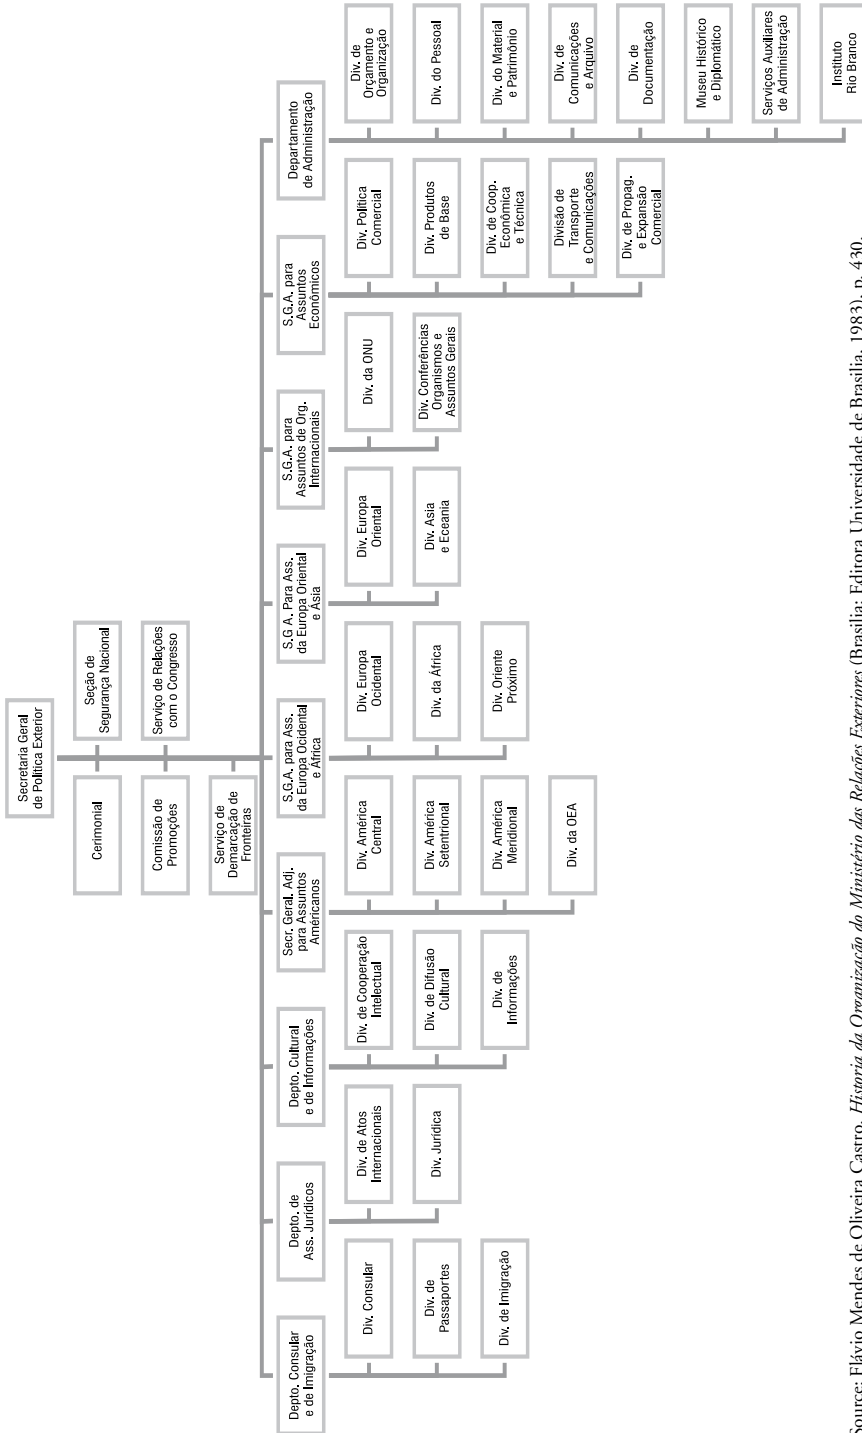 Secretaria Geral
de Política Exterior
Cerimonial
Seção de
Segurança Nacional
Comissão de
Promoções
Serviço de Relações
com o Congresso
Serviço de
Demarcação de
Fronteiras
Depto. Consular
e de Imigração
Div. Consular
Div. de
Passaportes
Div. de Imigração
Depto. de
Ass. Jurídicos
Div. de Atos
Internacionais
Div. Jurídica
Depto. Cultural
e de Informações
Div. de Cooperação
Intelectual
Div. de Difusão
Cultural
Div. de
Informações
Secr. Geral. Adj.
para Assuntos
Américanos
Div. América
Central
Div. América
Setentrional
Div. América
Meridional
Div. da OEA
S.G.A. para Ass.
da Europa Ocidental
e África
Div. Europa
Ocidental
Div. da África
Div. Oriente
Próximo
S.G A. Para Ass.
da Europa Oriental
e Ásia
Div. Europa
Oriental
Div. Asia
e Eceania
S.G.A. para
Assuntos de Org.
Internacionais
Div. da ONU
Div. Conferências
Organismos e
Assuntos Gerais
S.G.A. para
Assuntos
Econômicos
Div. Política
Comercial
Div. Produtos
de Base
Div. de Coop.
Econômica
e Técnica
Divisão de
Transporte
e Comunicações
Div. de Propag.
e Expansão
Comercial
Departamento
de Administração
Div. de
Orçamento e
Organização
Div. do Pessoal
Div. do Material
e Patrimônio
Div. de
Comunicações
e Arquivo
Div. de
Documentação
Museu Histórico
e Diplomático
Serviços Auxiliares
de Administração
Instituto
Rio Branco
Source: Flávio Mendes de Oliveira Castro, Historia da Organização do Ministério das Relações Exteriores (Brasilia: Editora Universidade de Brasilia, 1983), p. 430.